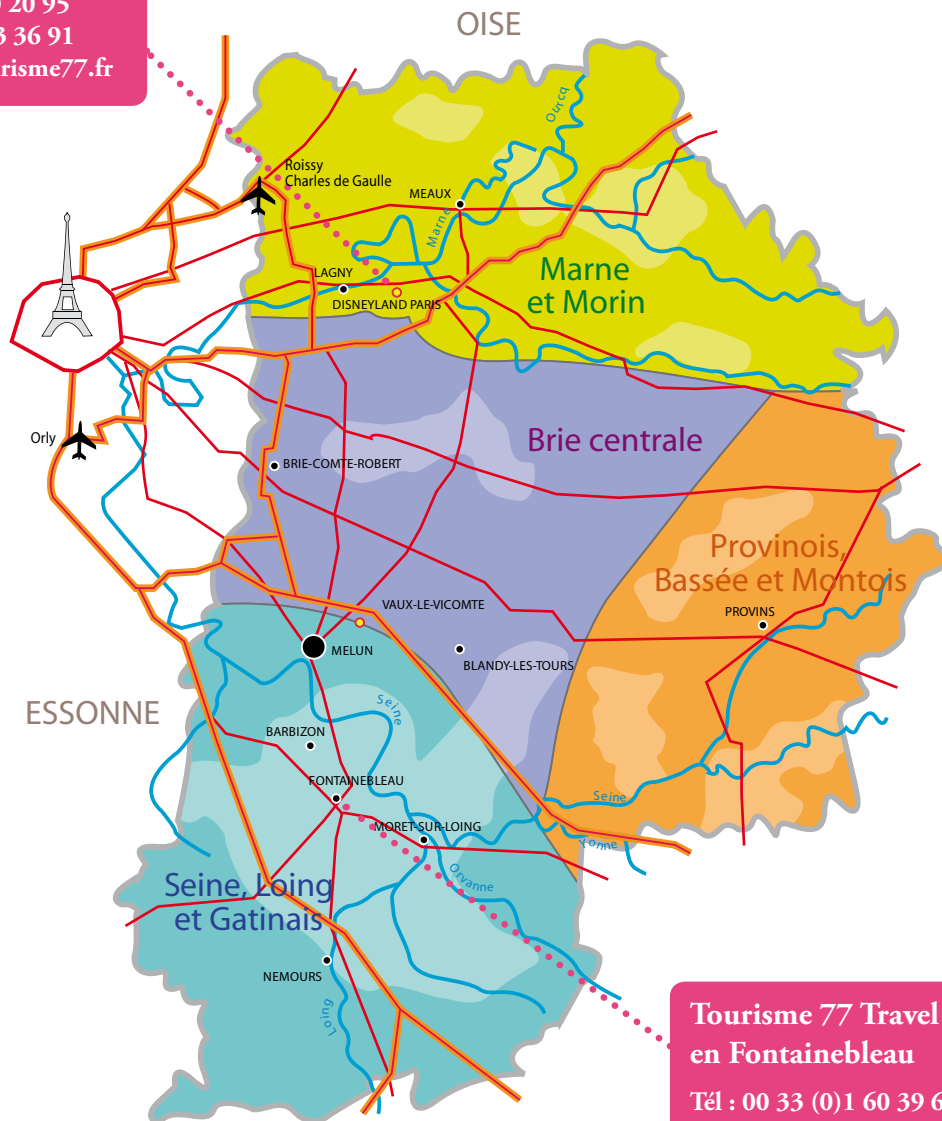 20 95
3 36 91
risme77.fr
OISE
Ourcq
Roissy
Charles de Gaulle
MEAUX
Marne
LAGNY
DISNEYLAND PARIS
Marne
et Morin
Orly
Brie centrale
BRIE-COMTE-ROBERT
Provinois,
Bassée et Montois
VAUX-LE-VICOMTE
PROVINS
MELUN
BLANDY-LES-TOURS
ESSONNE
Seine
BARBIZON
FONTAINEBLEAU
Seine
MORET-SUR-LOING
Yonne
Orvanne
Seine, Loing
et Gatinais
NEMOURS
Loing
Tourisme 77 Travel
en Fontainebleau
Tél : 00 33 (0)1 60 39 6